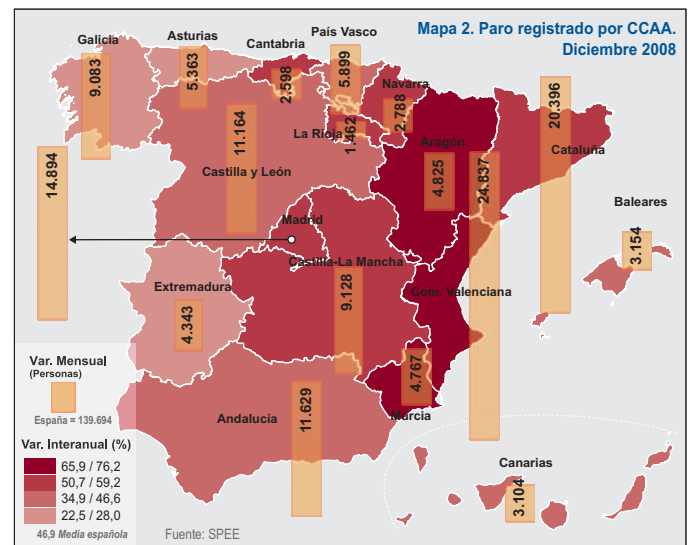 Mapa 2. Paro registrado por CCAA.
Diciembre 2008
Galicia
9.083
Asturias
5.363
Cantabria
2.598
País Vasco
5.899
Navarra
2.788
La Rioja
1.462
Aragón
4.825
Cataluña
20.396
24.837
Com. Valenciana
Baleares
3.154
Castilla y León
11.164
14.894
Madrid
Castilla-La Mancha
9.128
Extremadura
4.343
4.767
Murcia
Andalucía
11.629
Canarias
3.104
Var. Mensual
(Personas)
España = 139.694
Var. Interanual (%)
65,9 / 76,2
50,7 / 59,2
34,9 / 46,6
22,5 / 28,0
46,9 Media española
Fuente: SPEE